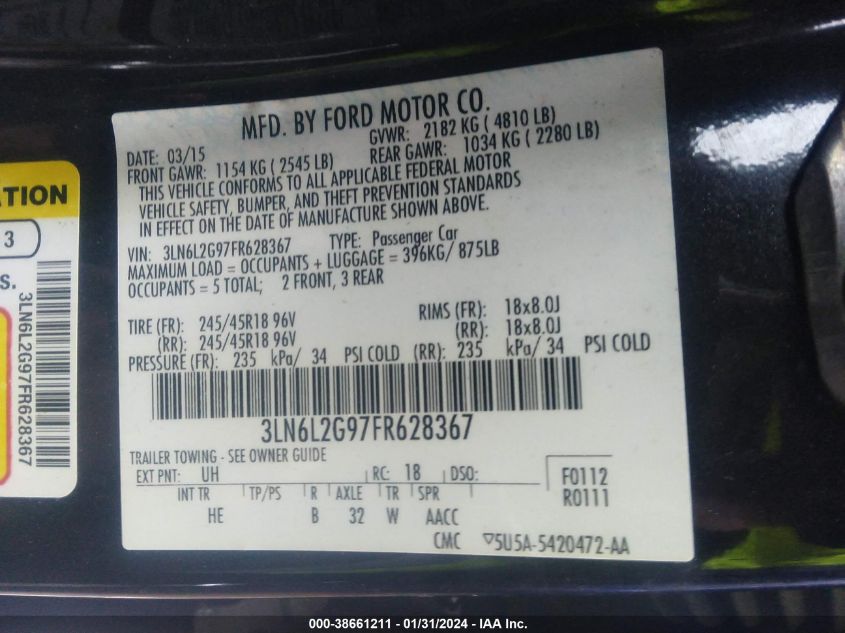 MFD. BY FORD MOTOR CO.
DATE: 03/15 GVWR: 2182 KG ( 4810 LB)
FRONT GAWR: 1154 KG ( 2545 LB) REAR GAWR: 1034 KG ( 2280 LB)
THIS VEHICLE CONFORMS TO ALL APPLICABLE FEDERAL MOTOR
VEHICLE SAFETY, BUMPER, AND THEFT PREVENTION STANDARDS
IN EFFECT ON THE DATE OF MANUFACTURE SHOWN ABOVE.
VIN: 3LN6L2G97FR628367 TYPE: Passenger Car
MAXIMUM LOAD = OCCUPANTS + LUGGAGE = 396KG/ 875LB
OCCUPANTS = 5 TOTAL; 2 FRONT, 3 REAR
TIRE (FR): 245/45R18 96V RIMS (FR): 18x8.0J
(RR): 245/45R18 96V (RR): 18x8.0J
PRESSURE (FR): 235 kPa/ 34 PSI COLD (RR): 235 kPa/ 34 PSI COLD
3LN6L2G97FR628367
TRAILER TOWING - SEE OWNER GUIDE
EXT PNT: UH RC: 18 DSO: F0112
R0111
INT TR TP/PS R AXLE TR SPR
HE B 32 W AACC
CMC ▽5U5A-5420472-AA
ATION
3
S.
3LN6L2G97FR628367
000-38661211 - 01/31/2024 - IAA Inc.